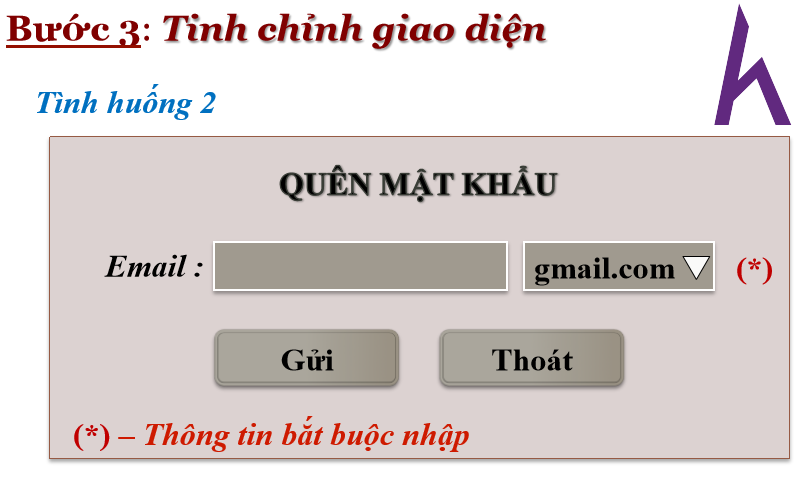 Bước 3: Tinh chỉnh giao diện
Tình huống 2
QUÊN MẬT KHẨU
Email : gmail.com (*)
Gửi Thoát
(*) – Thông tin bắt buộc nhập